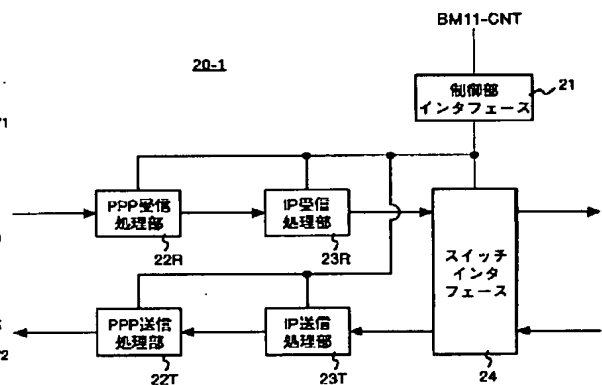 BM11-CNT
20-1
制御部
インタフェース
21
PPP受信
処理部
22R
IP受信
処理部
23R
スイッチ
インタ
フェース
24
PPP送信
処理部
22T
IP送信
処理部
23T